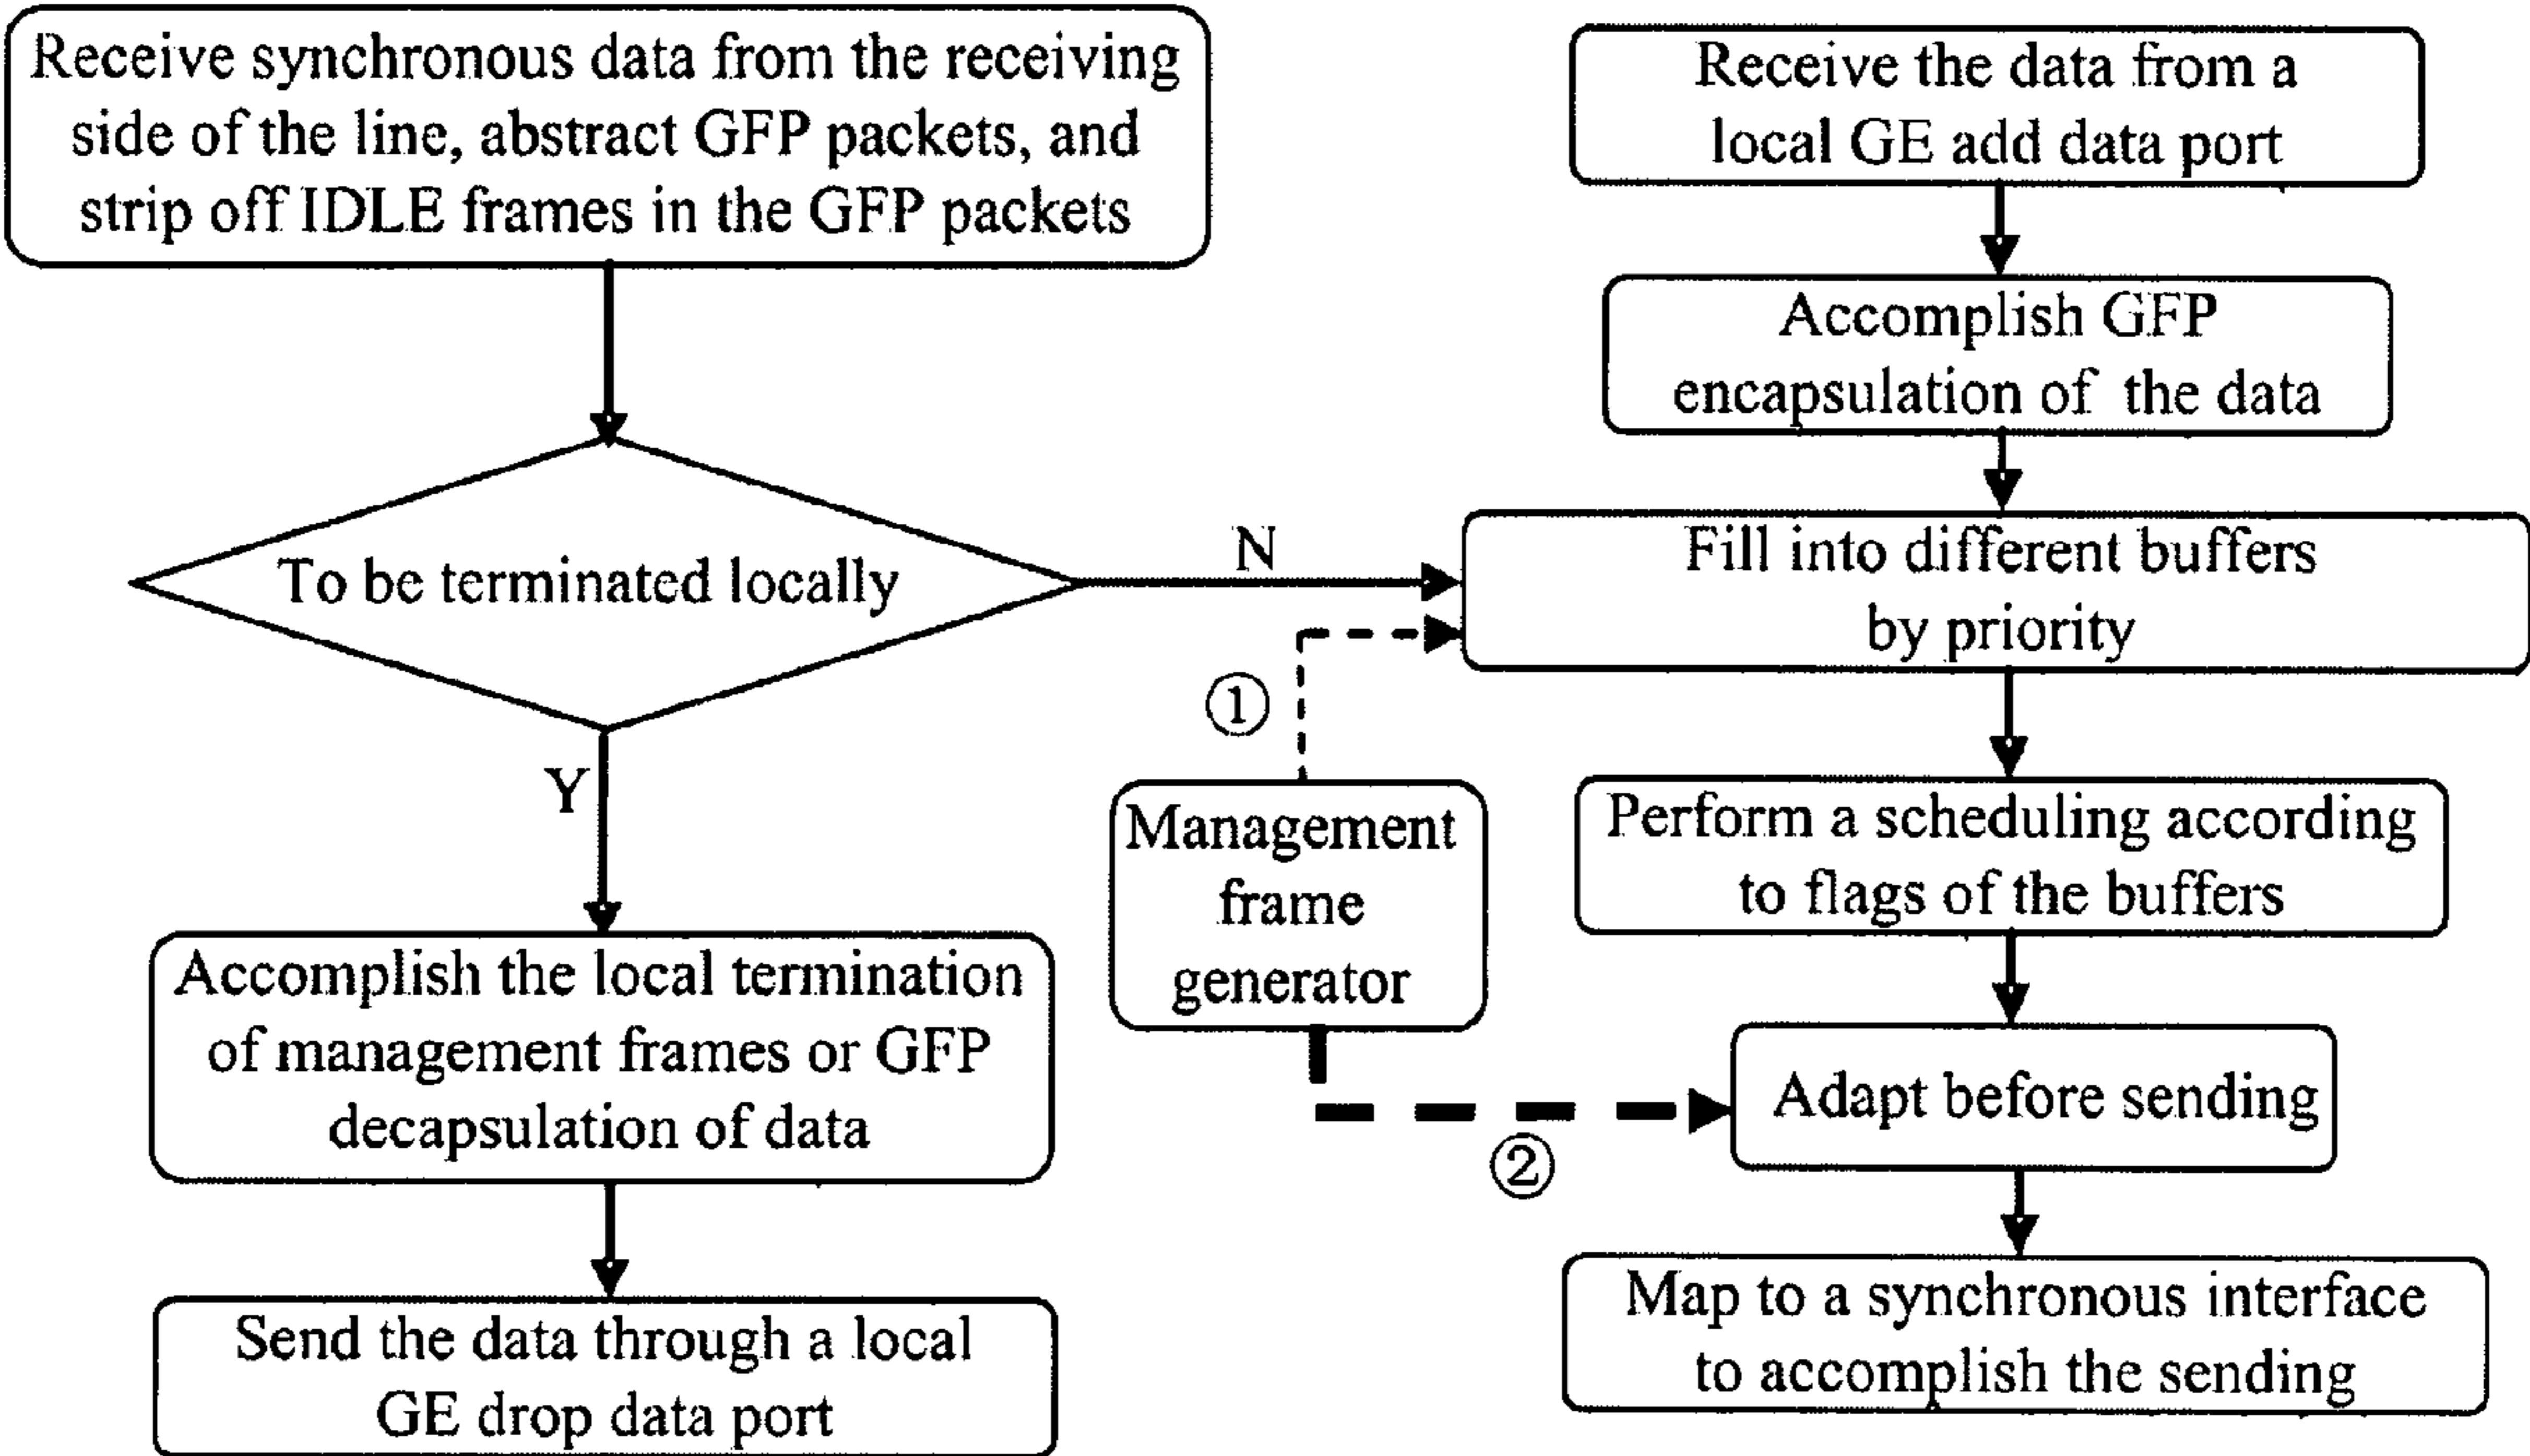 Receive synchronous data from the receiving
side of the line, abstract GFP packets, and
strip off IDLE frames in the GFP packets
To be terminated locally
N
Y
Accomplish the local termination
of management frames or GFP
decapsulation of data
Send the data through a local
GE drop data port
①
Management
frame
generator
②
Receive the data from a
local GE add data port
Accomplish GFP
encapsulation of the data
Fill into different buffers
by priority
Perform a scheduling according
to flags of the buffers
Adapt before sending
Map to a synchronous interface
to accomplish the sending